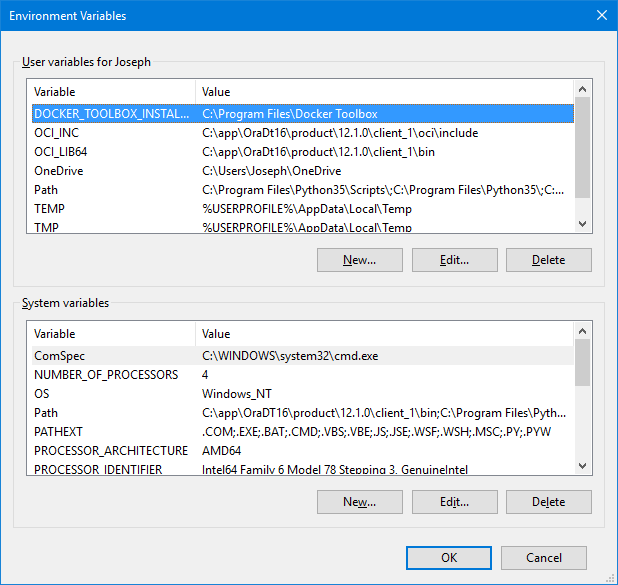 Environment Variables
User variables for Joseph
Variable Value
DOCKER_TOOLBOX_INSTAL... C:\Program Files\Docker Toolbox
OCI_INC C:\app\OraDt16\product\12.1.0\client_1\oci\include
OCI_LIB64 C:\app\OraDt16\product\12.1.0\client_1\bin
OneDrive C:\Users\Joseph\OneDrive
Path C:\Program Files\Python35\Scripts\;C:\Program Files\Python35\;C:...
TEMP %USERPROFILE%\AppData\Local\Temp
TMP %USERPROFILE%\AppData\Local\Temp
New... Edit... Delete
System variables
Variable Value
ComSpec C:\WINDOWS\system32\cmd.exe
NUMBER_OF_PROCESSORS 4
OS Windows_NT
Path C:\app\OraDT16\product\12.1.0\client_1\bin;C:\Program Files\Pyth...
PATHEXT .COM;.EXE;.BAT;.CMD;.VBS;.VBE;.JS;.JSE;.WSF;.WSH;.MSC;.PY;.PYW
PROCESSOR_ARCHITECTURE AMD64
PROCESSOR_IDENTIFIER Intel64 Family 6 Model 78 Stepping 3, GenuineIntel
New... Edit... Delete
OK Cancel